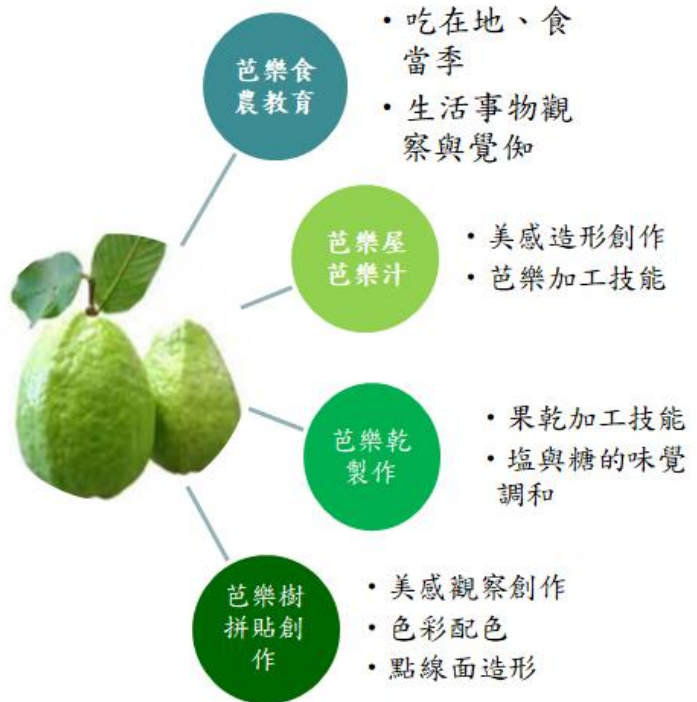 芭樂食
農教育
• 吃在地、食
當季
• 生活事物觀
察與覺伮
芭樂屋
芭樂汁
• 美感造形創作
• 芭樂加工技能
芭樂乾
製作
• 果乾加工技能
• 塩與糖的味覺
調和
芭樂樹
拼貼創
作
• 美感觀察創作
• 色彩配色
• 點線面造形